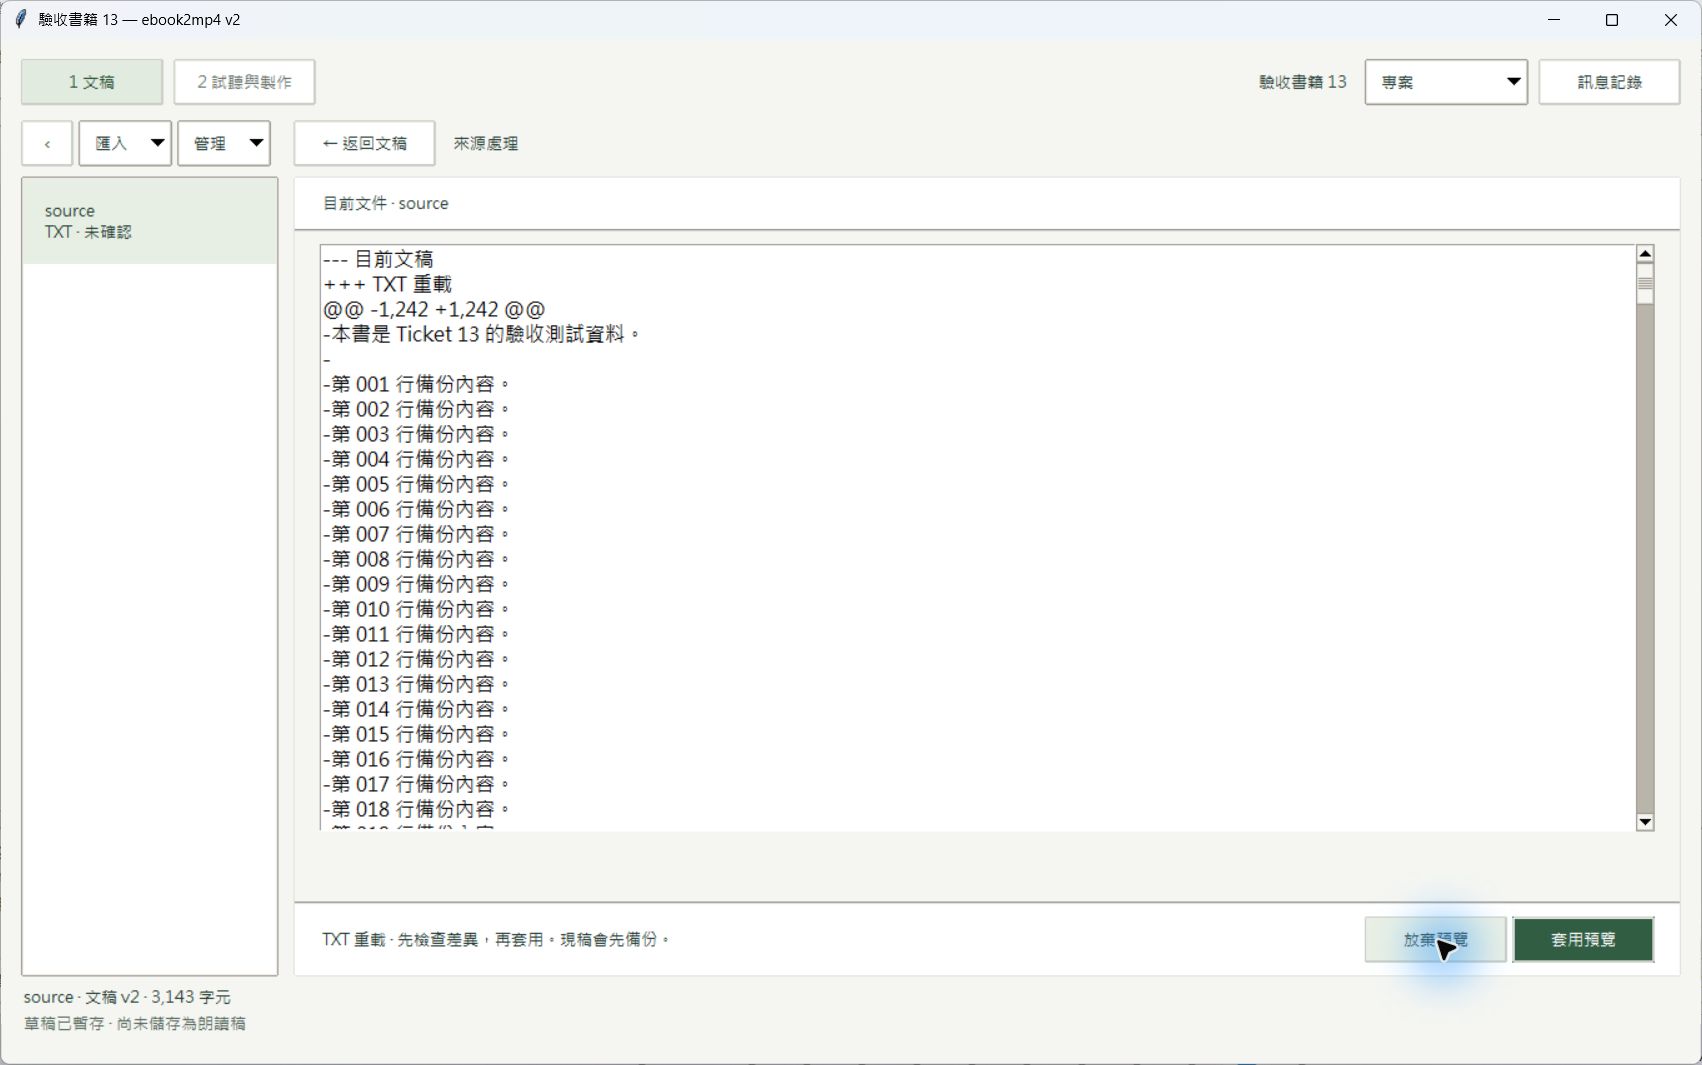 驗收書籍 13 — ebook2mp4 v2
1 文稿
2 試聽與製作
驗收書籍 13
專案
訊息記錄
‹
匯入
管理
← 返回文稿
來源處理
source
TXT · 未確認
目前文件 · source
--- 目前文稿
+++ TXT 重載
@@ -1,242 +1,242 @@
-本書是 Ticket 13 的驗收測試資料。
-
-第 001 行備份內容。
-第 002 行備份內容。
-第 003 行備份內容。
-第 004 行備份內容。
-第 005 行備份內容。
-第 006 行備份內容。
-第 007 行備份內容。
-第 008 行備份內容。
-第 009 行備份內容。
-第 010 行備份內容。
-第 011 行備份內容。
-第 012 行備份內容。
-第 013 行備份內容。
-第 014 行備份內容。
-第 015 行備份內容。
-第 016 行備份內容。
-第 017 行備份內容。
-第 018 行備份內容。
TXT 重載 · 先檢查差異，再套用。現稿會先備份。
放棄預覽
套用預覽
source · 文稿 v2 · 3,143 字元
草稿已暫存 · 尚未儲存為朗讀稿